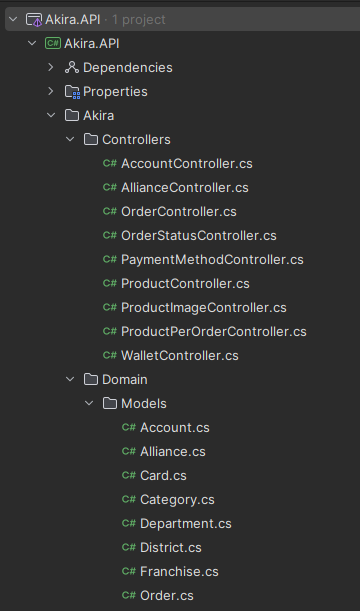 Akira.API · 1 project
C# Akira.API
Dependencies
Properties
Akira
Controllers
C# AccountController.cs
C# AllianceController.cs
C# OrderController.cs
C# OrderStatusController.cs
C# PaymentMethodController.cs
C# ProductController.cs
C# ProductImageController.cs
C# ProductPerOrderController.cs
C# WalletController.cs
Domain
Models
C# Account.cs
C# Alliance.cs
C# Card.cs
C# Category.cs
C# Department.cs
C# District.cs
C# Franchise.cs
C# Order.cs